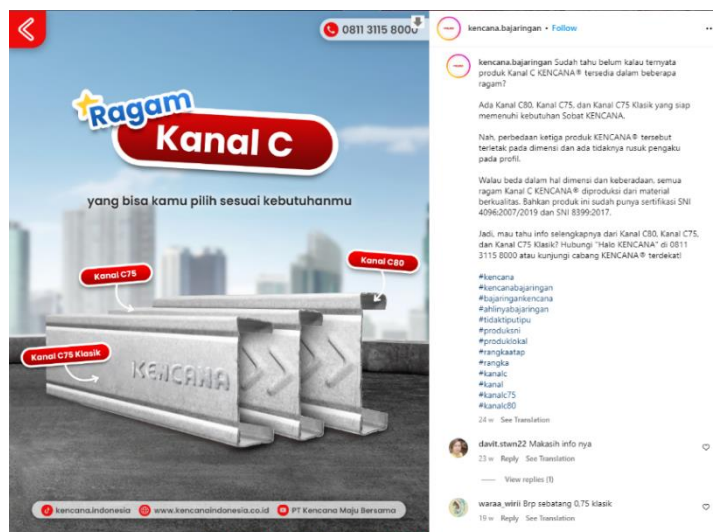 0811 3115 8000
Ragam
Kanal C
yang bisa kamu pilih sesuai kebutuhanmu
Kanal C75
Kanal C80
Kanal C75 Klasik
KENCANA
kencana.indonesia
www.kencanaindonesia.co.id
PT Kencana Maju Bersama
kencana.bajaringan • Follow
kencana.bajaringan Sudah tahu belum kalau ternyata
produk Kanal C KENCANA® tersedia dalam beberapa
ragam?
Ada Kanal C80, Kanal C75, dan Kanal C75 Klasik yang siap
memenuhi kebutuhan Sobat KENCANA.
Nah, perbedaan ketiga produk KENCANA® tersebut
terletak pada dimensi dan ada tidaknya rusuk pengaku
pada profil.
Walau beda dalam hal dimensi dan keberadaan, semua
ragam Kanal C KENCANA® diproduksi dari material
berkualitas. Bahkan produk ini sudah punya sertifikasi SNI
4096:2007/2019 dan SNI 8399:2017.
Jadi, mau tahu info selengkapnya dari Kanal C80, Kanal C75,
dan Kanal C75 Klasik? Hubungi "Halo KENCANA" di 0811
3115 8000 atau kunjungi cabang KENCANA® terdekat!
#kencana
#kencanabajaringan
#bajaringankencana
#ahlinyabajaringan
#tidaktiputipu
#produksni
#produklokal
#rangkaatap
#rangka
#kanalc
#kanal
#kanalc75
#kanalc80
24 w See Translation
davit.stwn22 Makasih info nya
23 w Reply See Translation
View replies (1)
waraa_wirii Brp sebatang 0.75 klasik
19 w Reply See Translation